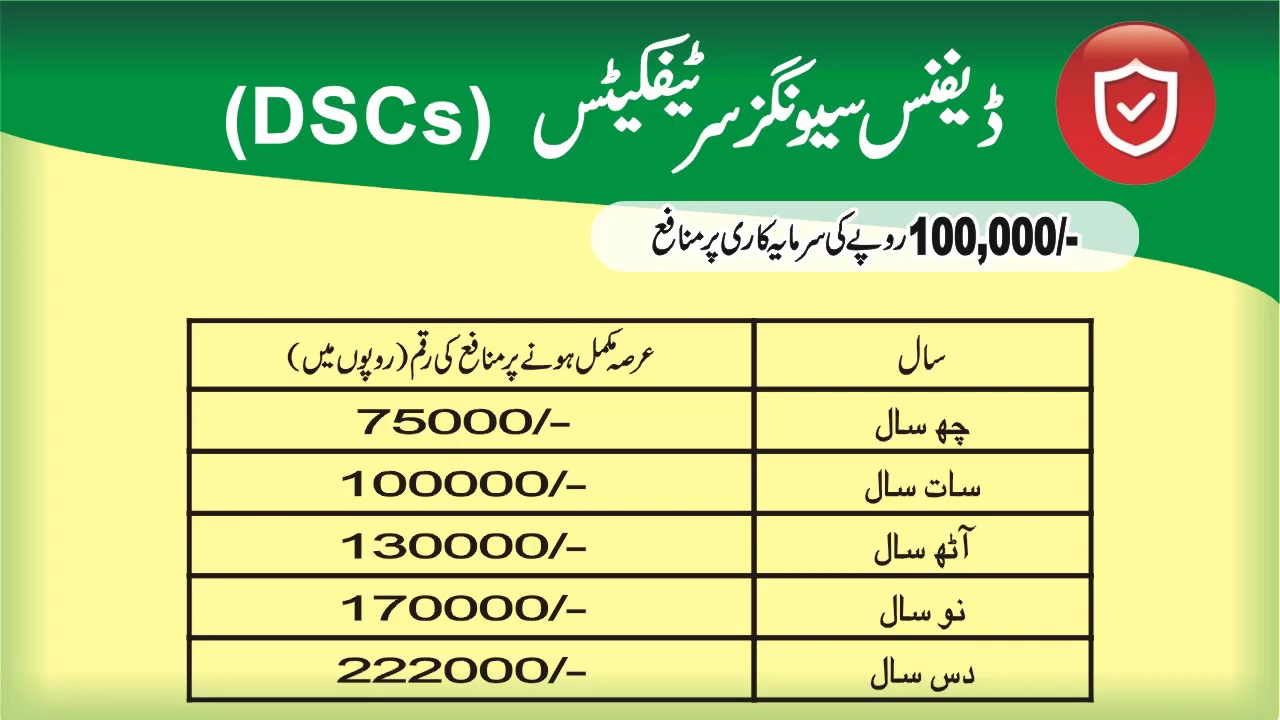 ڈیفنس سیونگز سرٹیفکیٹس (DSCs)
100,000/- روپے کی سرمایہ کاری پر منافع
سال عرصہ مکمل ہونے پر منافع کی رقم (روپوں میں)
چھ سال 75000/-
سات سال 100000/-
آٹھ سال 130000/-
نو سال 170000/-
دس سال 222000/-